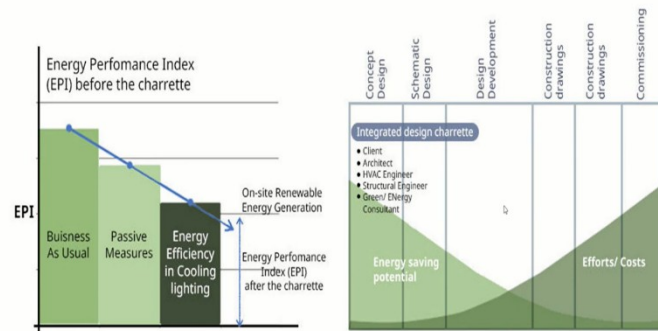 Energy Perfomance Index
(EPI) before the charrette
EPI
Buisness
As Usual
Passive
Measures
Energy
Efficiency
in Cooling
lighting
On-site Renewable
Energy Generation
Energy Perfomance
Index (EPI)
after the charrette
Concept
Design
Schematic
Design
Design
Development
Construction
drawings
Construction
drawings
Commissioning
Integrated design charrette
Client
Architect
HVAC Engineer
Structural Engineer
Green/ ENergy
Consultant
Energy saving
potential
Efforts/ Costs